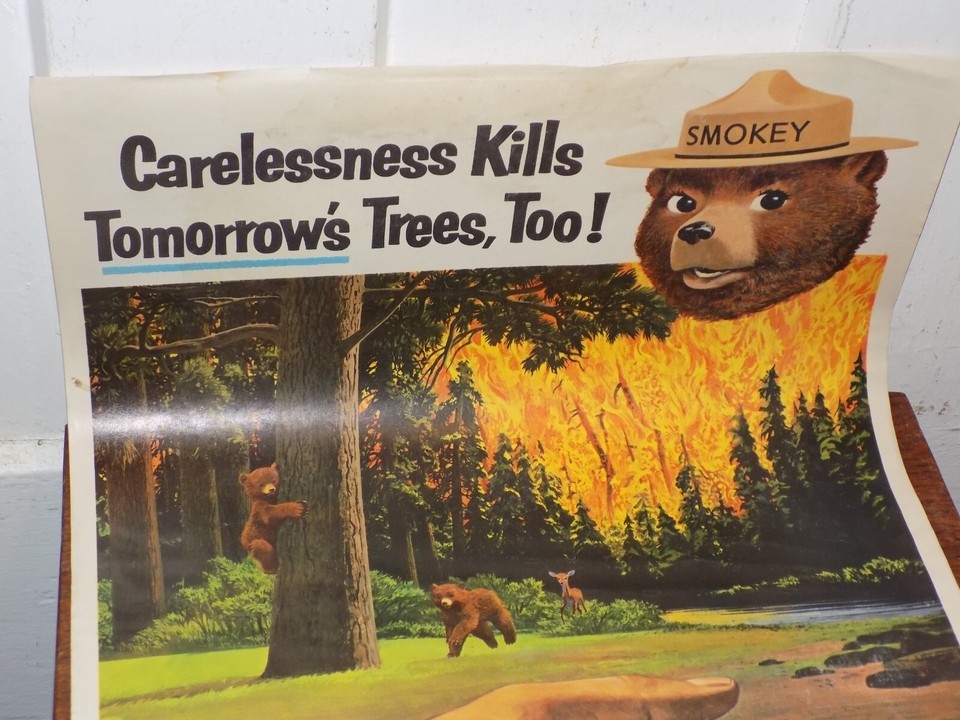 Carelessness Kills
Tomorrow's Trees, Too!
SMOKEY